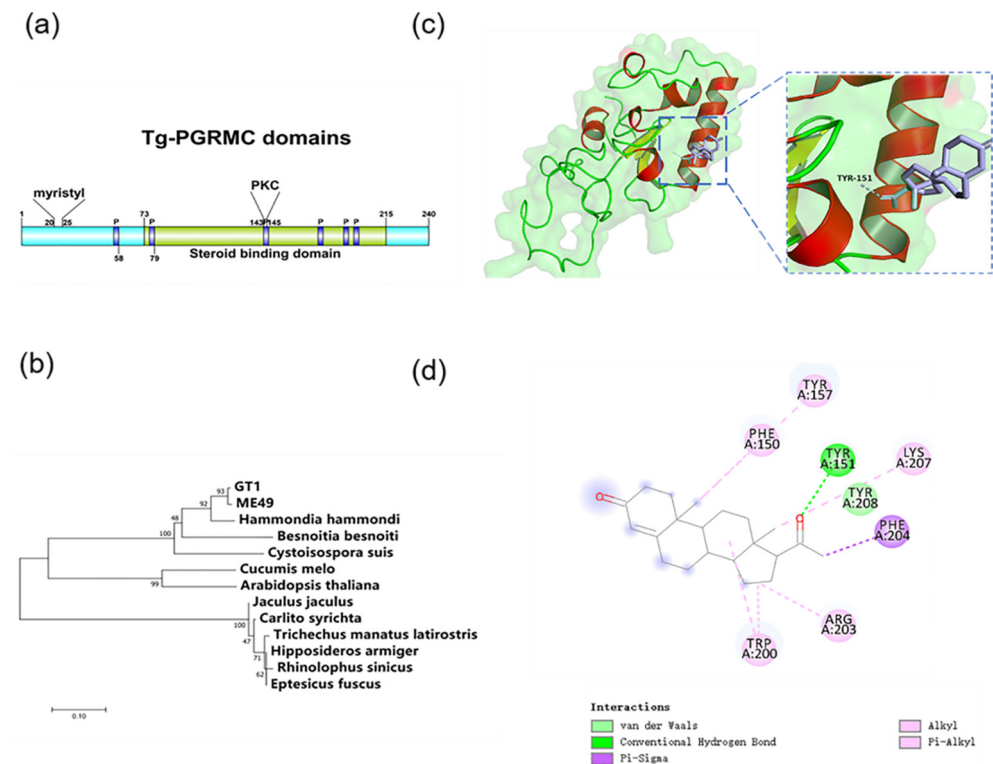 (a)
Tg-PGRMC domains
myristyl
PKC
1
20
25
P
73
P
143
P
145
P
P
P
215
240
58
79
Steroid binding domain
(b)
93
GT1
92
ME49
48
Hammondia hammondi
Besnoitia besnoiti
100
Cystoisospora suis
Cucumis melo
99
Arabidopsis thaliana
Jaculus jaculus
100
Carlito syrichta
47
Trichechus manatus latirostris
71
Hipposideros armiger
62
Rhinolophus sinicus
Eptesicus fuscus
0.10
(c)
TYR-151
(d)
TYR
A:157
PHE
A:150
TYR
A:151
LYS
A:207
TYR
A:208
PHE
A:204
ARG
A:203
TRP
A:200
O
O
Interactions
van der Waals
Conventional Hydrogen Bond
Pi-Sigma
Alkyl
Pi-Alkyl